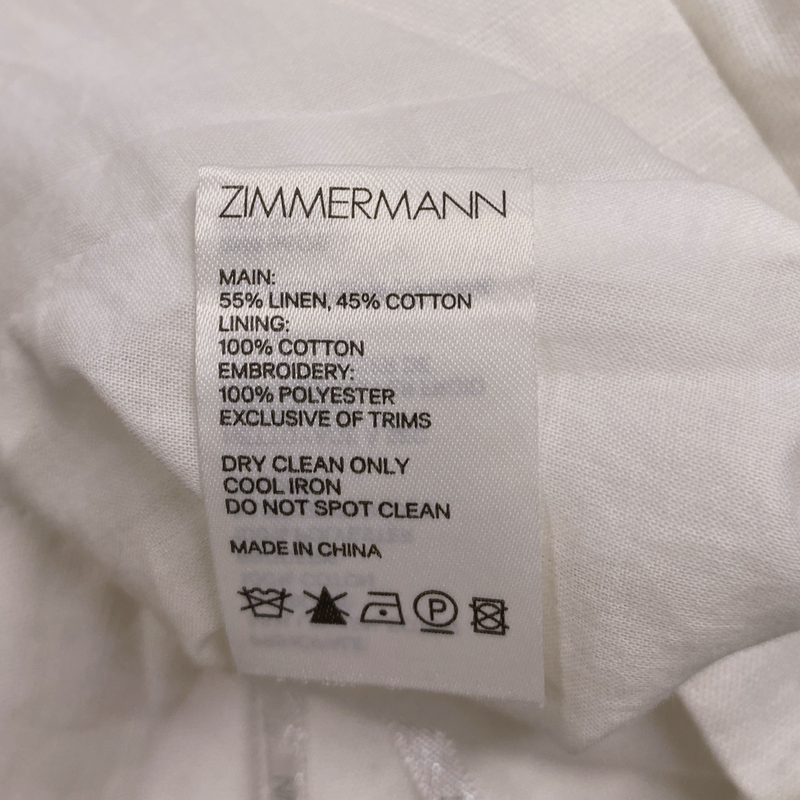 ZIMMERMANN
MAIN:
55% LINEN, 45% COTTON
LINING:
100% COTTON
EMBROIDERY:
100% POLYESTER
EXCLUSIVE OF TRIMS
DRY CLEAN ONLY
COOL IRON
DO NOT SPOT CLEAN
MADE IN CHINA
P